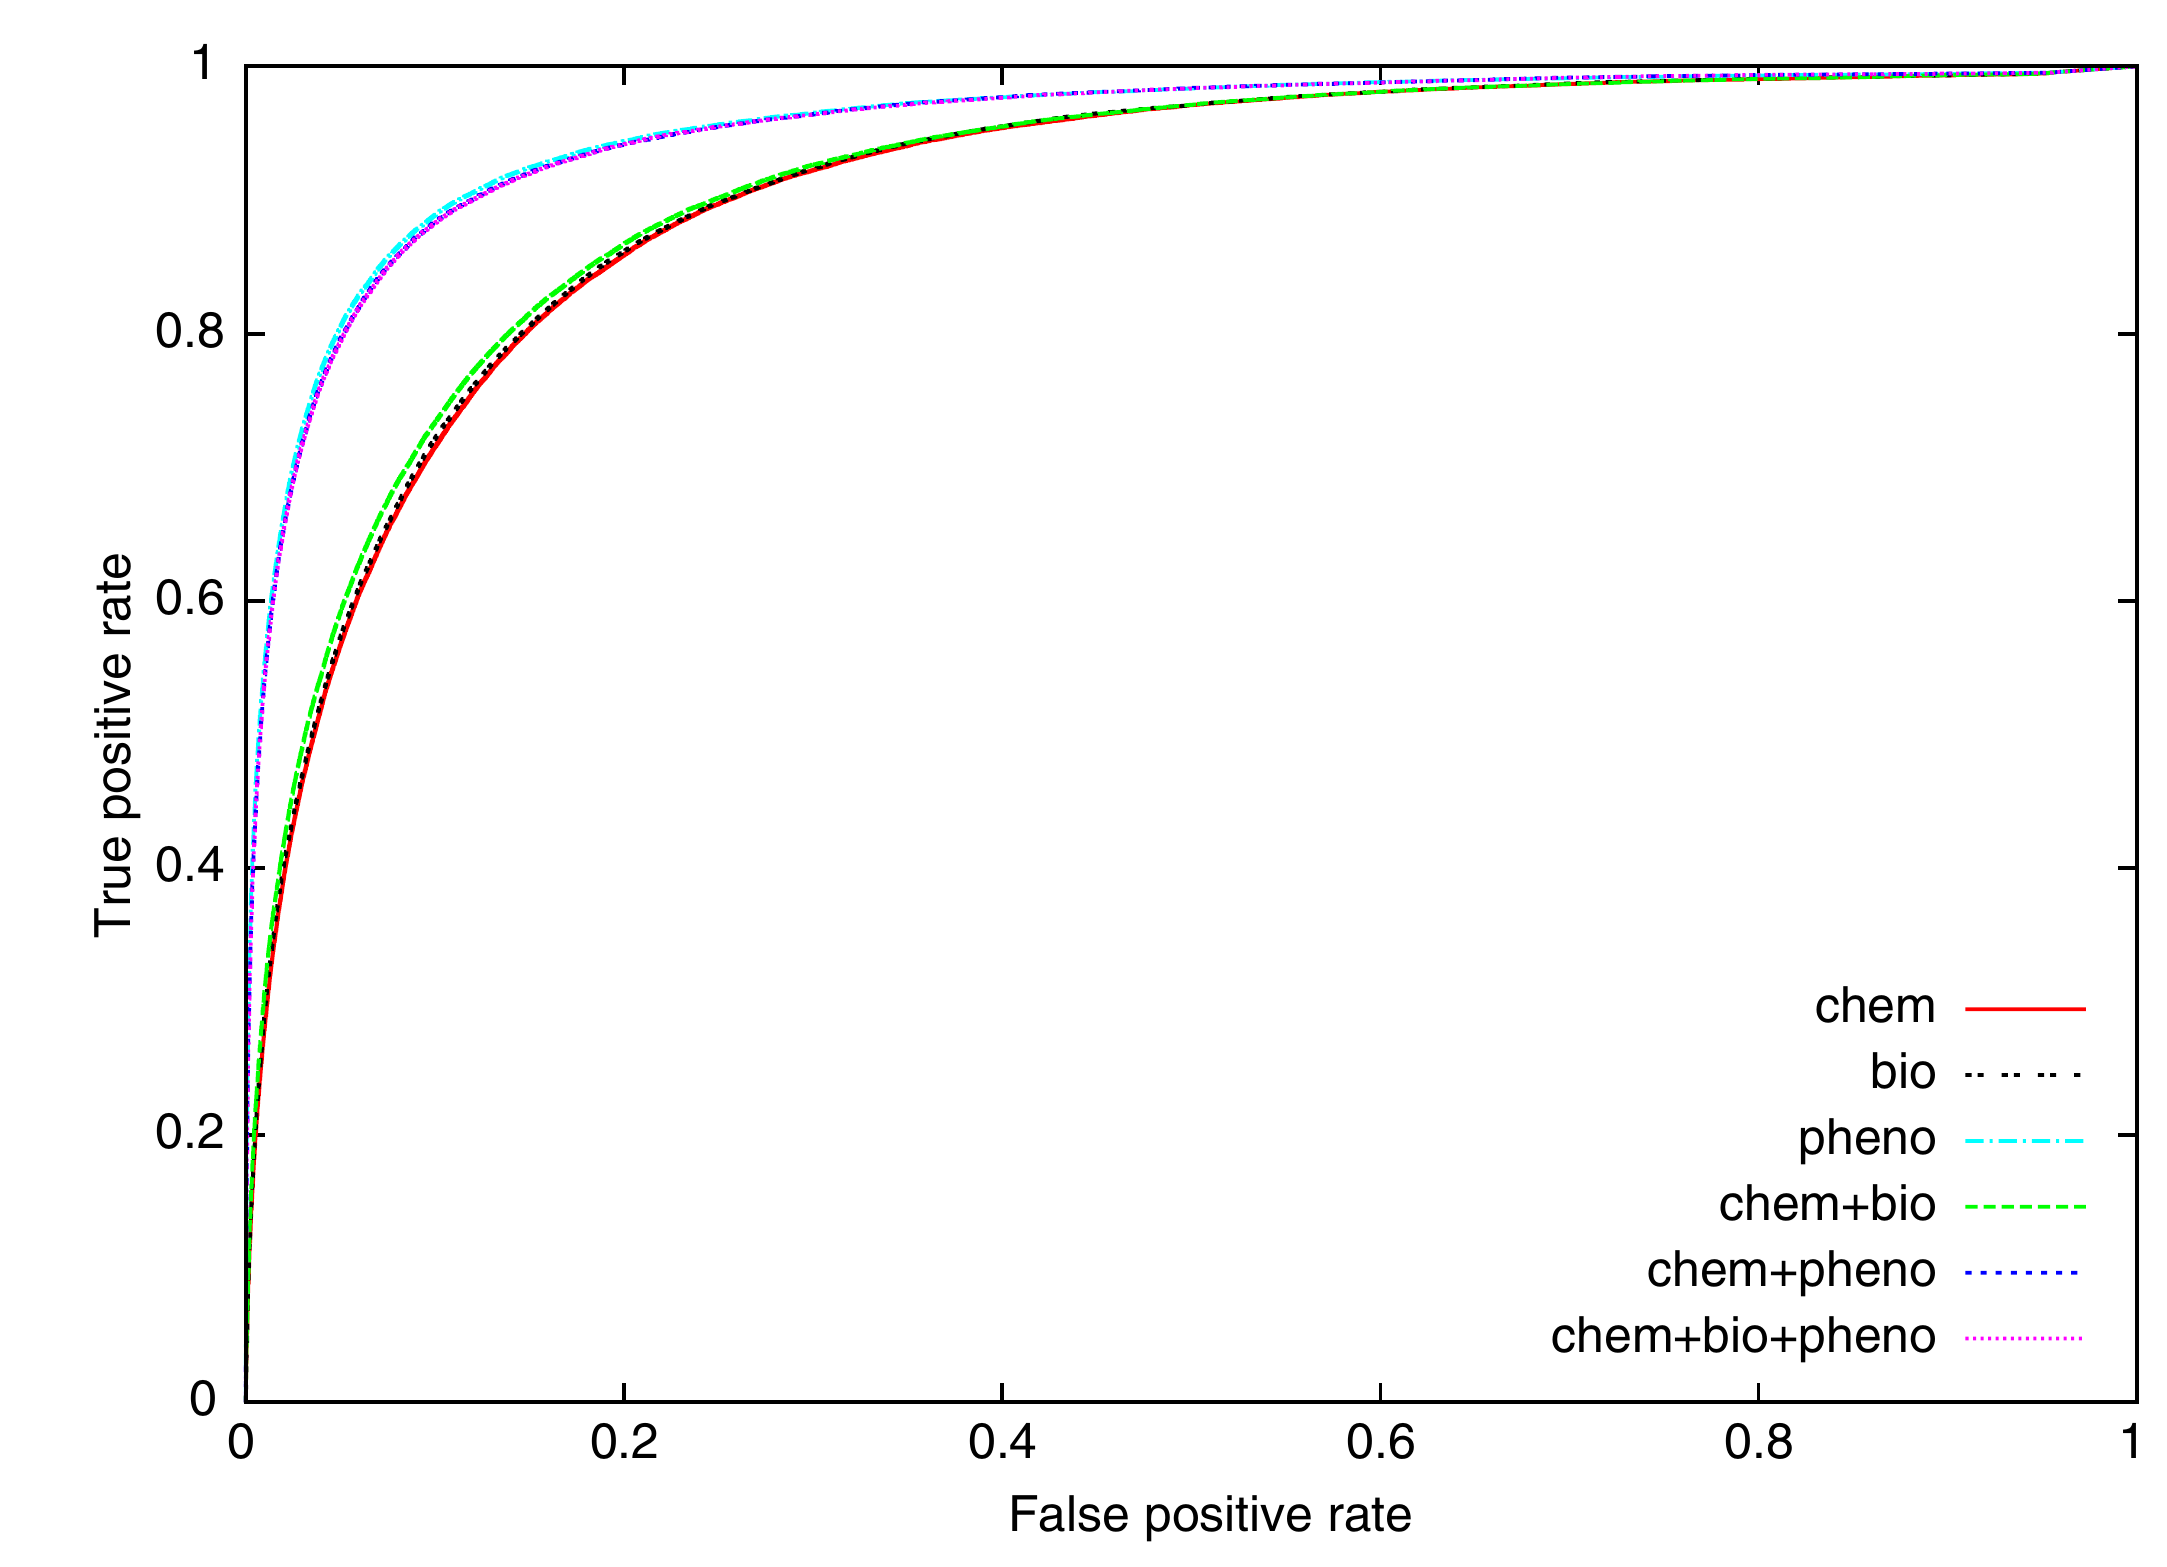 1
0.8
0.6
0.4
0.2
0
True positive rate
chem
bio
pheno
chem+bio
chem+pheno
chem+bio+pheno
0 0.2 0.4 0.6 0.8 1
False positive rate